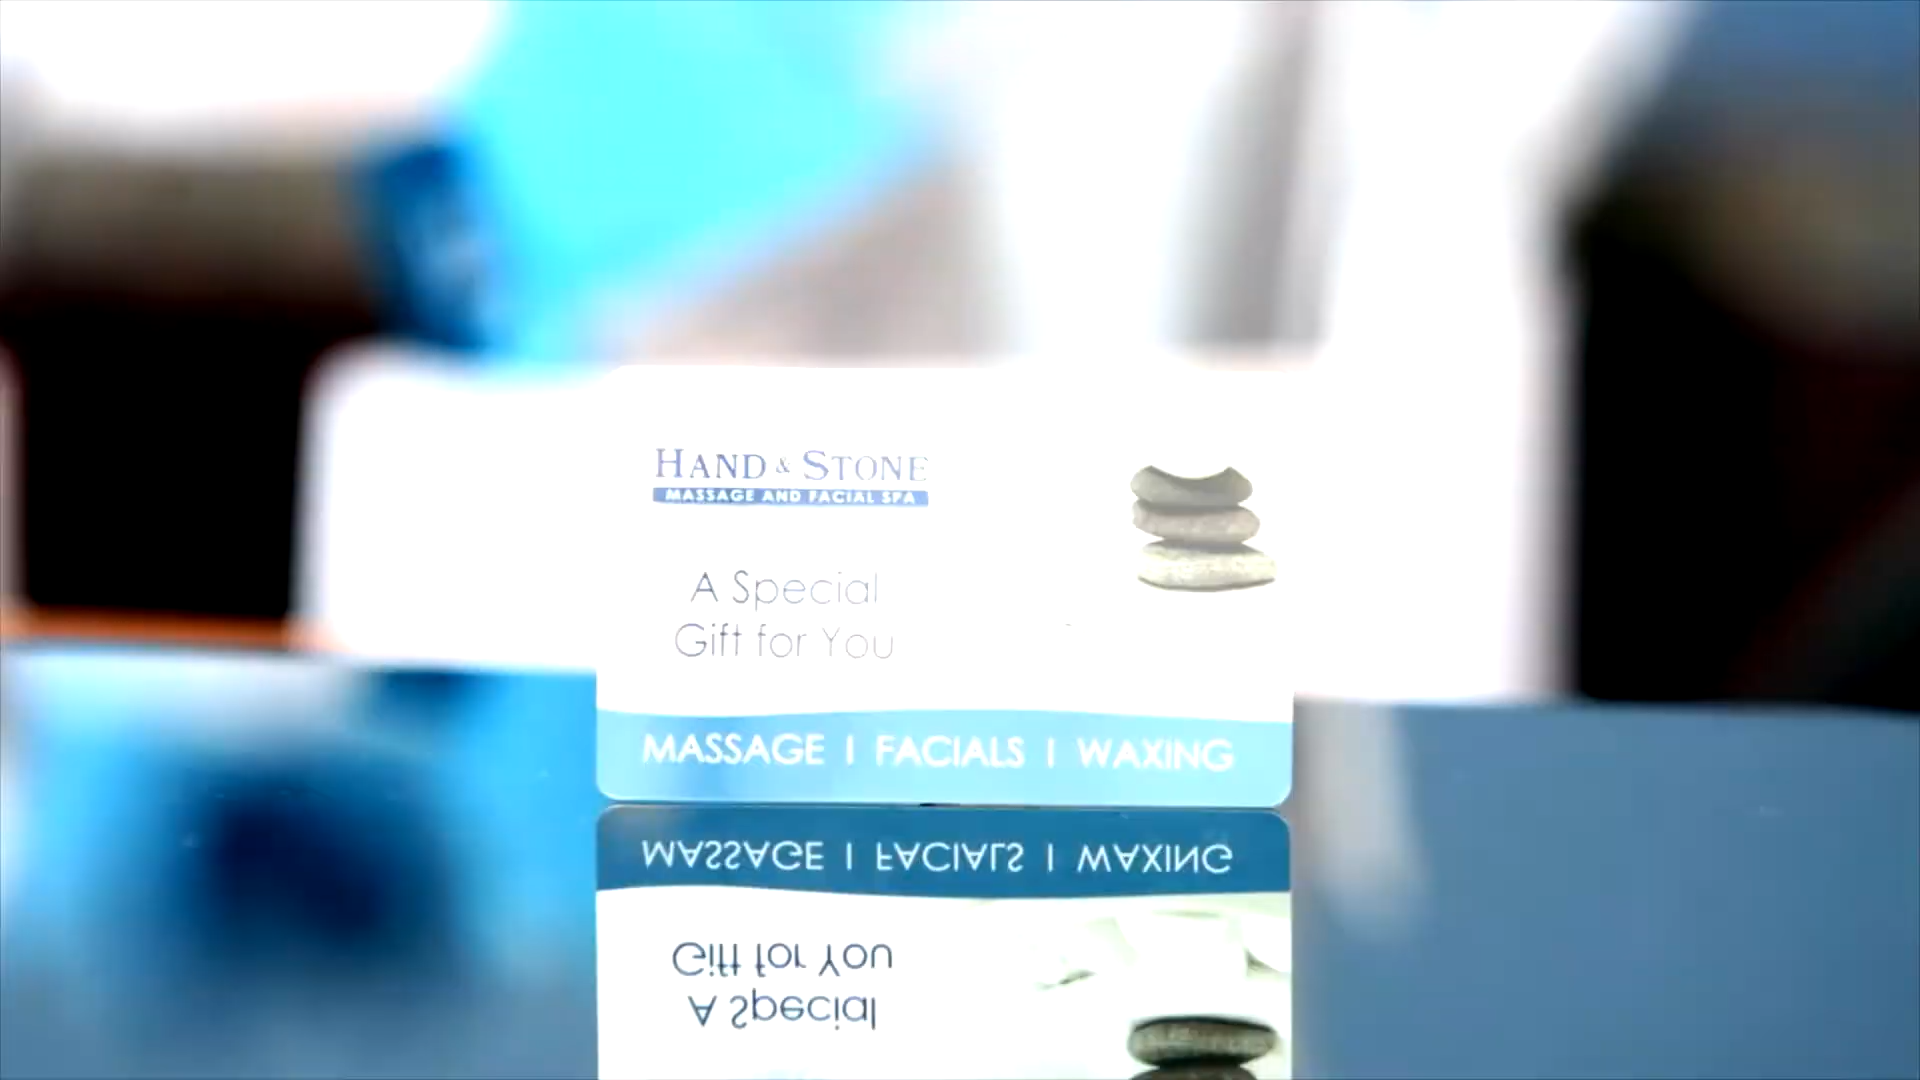 HAND & STONE
MASSAGE AND FACIAL SPA
A Special
Gift for You
MASSAGE | FACIALS | WAXING
MASSAGE | FACIALS | WAXING
Gift for You
A Special